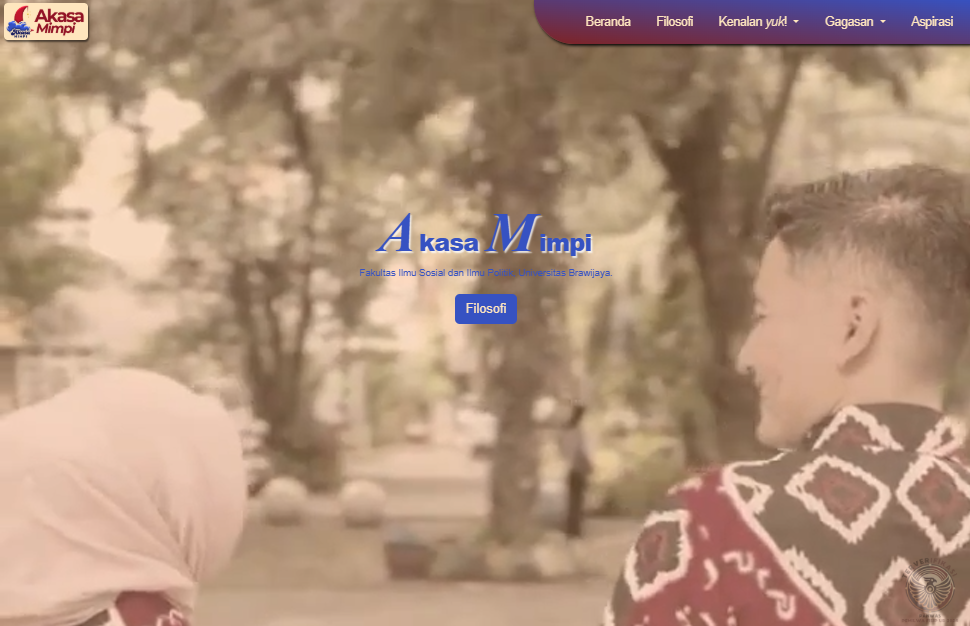 Akasa
Mimpi
Beranda Filosofi Kenalan yuk! Gagasan Aspirasi
Akasa Mimpi
Fakultas Ilmu Sosial dan Ilmu Politik, Universitas Brawijaya.
Filosofi